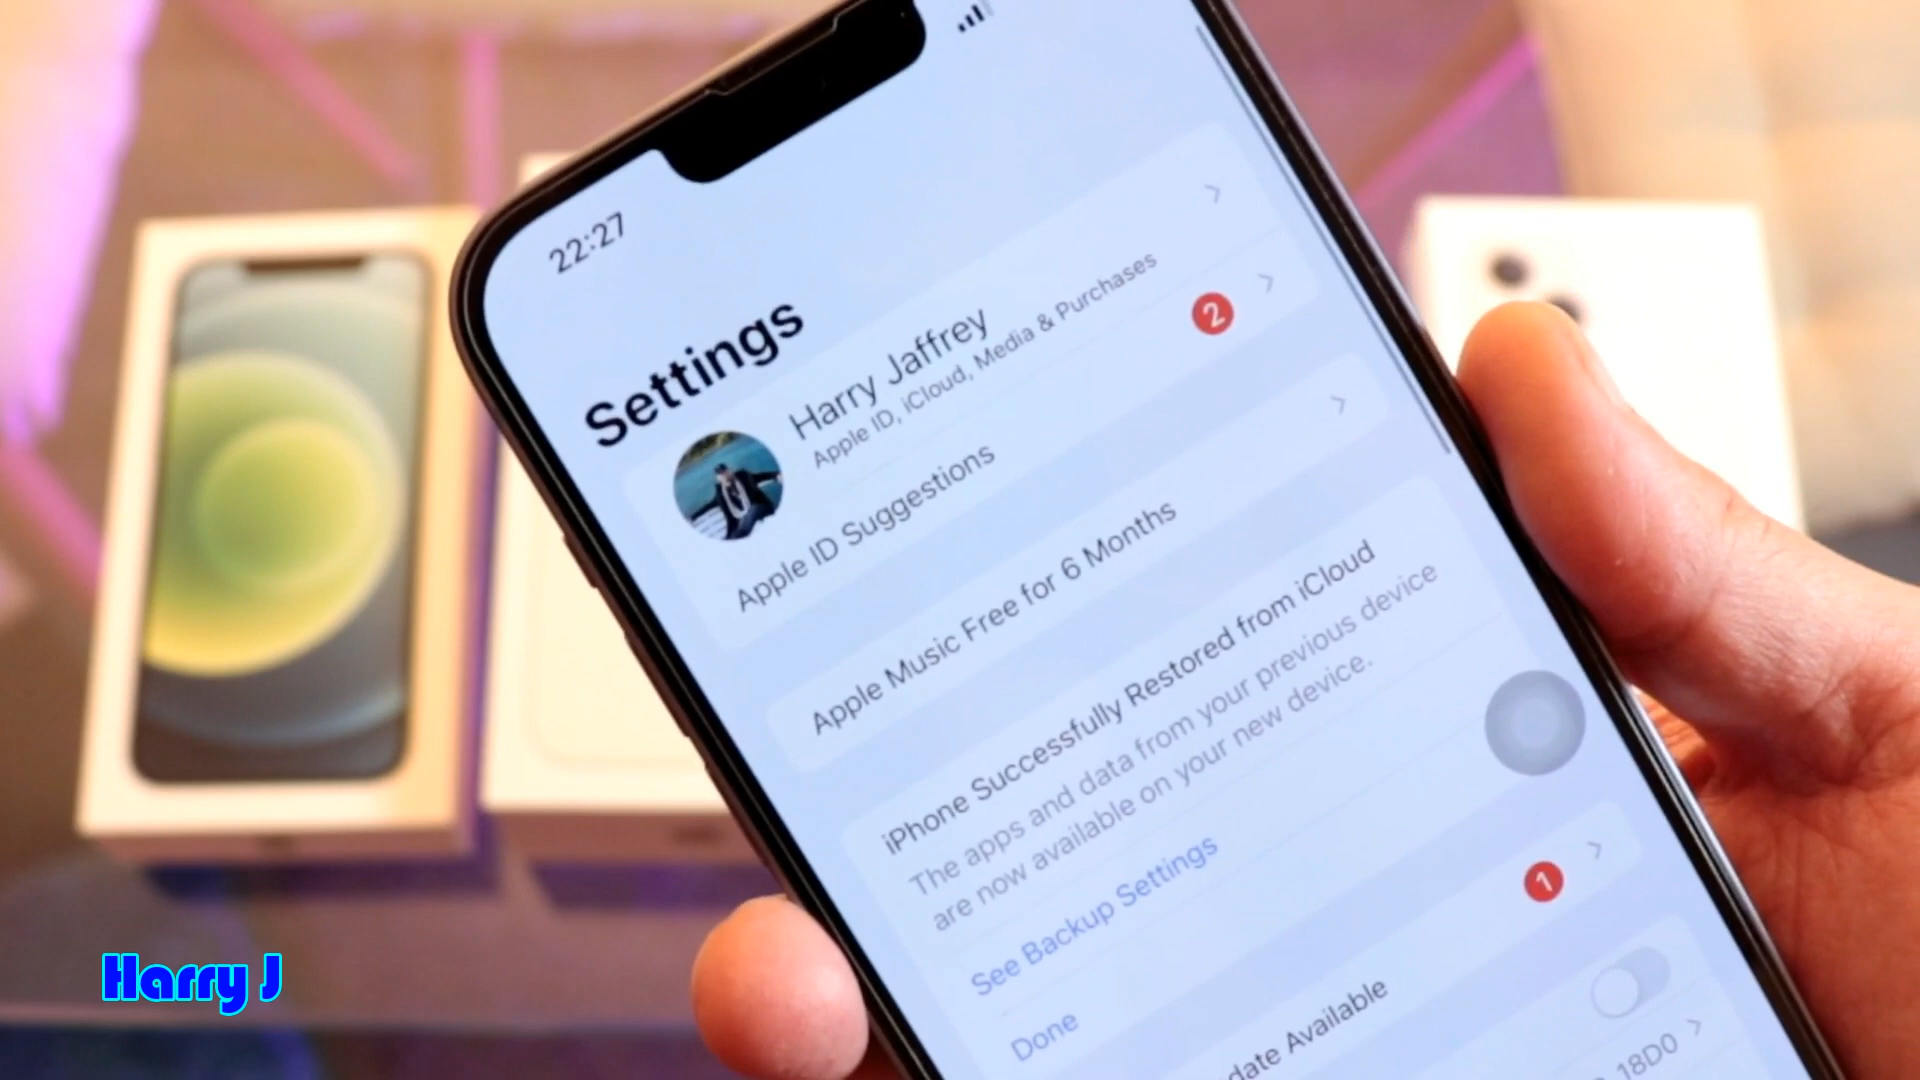 22:27
Settings
Harry Jaffrey
Apple ID, iCloud, Media & Purchases
Apple ID Suggestions
2
Apple Music Free for 6 Months
iPhone Successfully Restored from iCloud
The apps and data from your previous device
are now available on your new device.
See Backup Settings
Done
date Available
1
18D0
Harry J